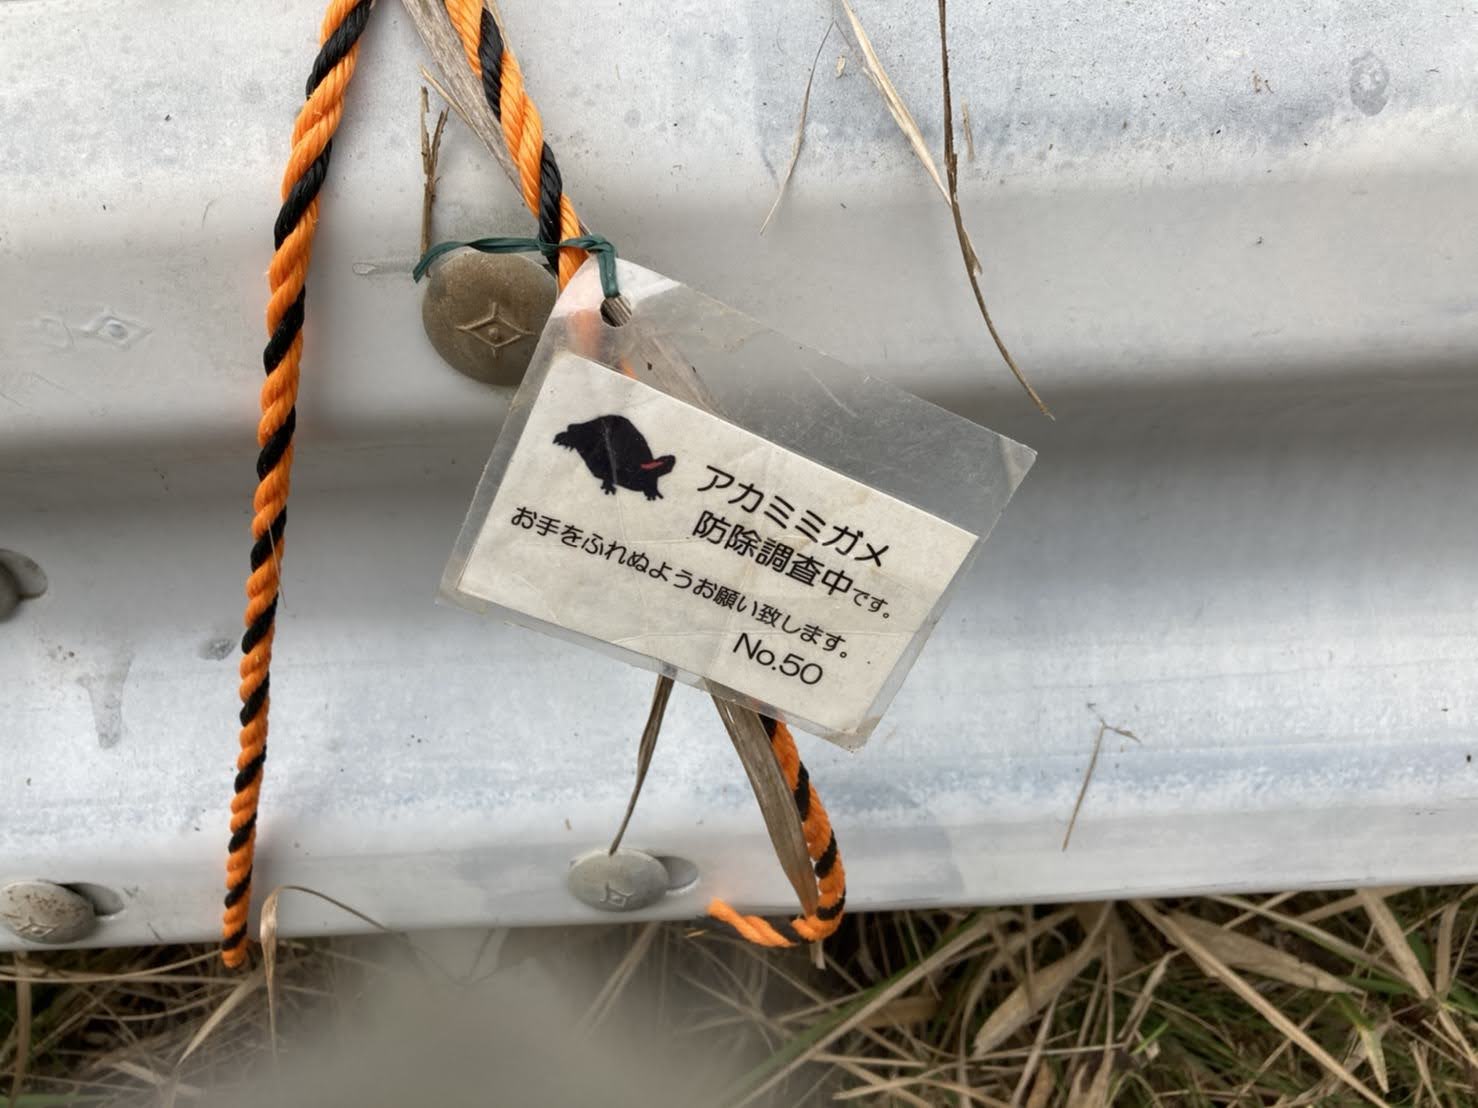 アカミミガメ
防除調査中です。
お手をふれぬようお願い致します。
No.50